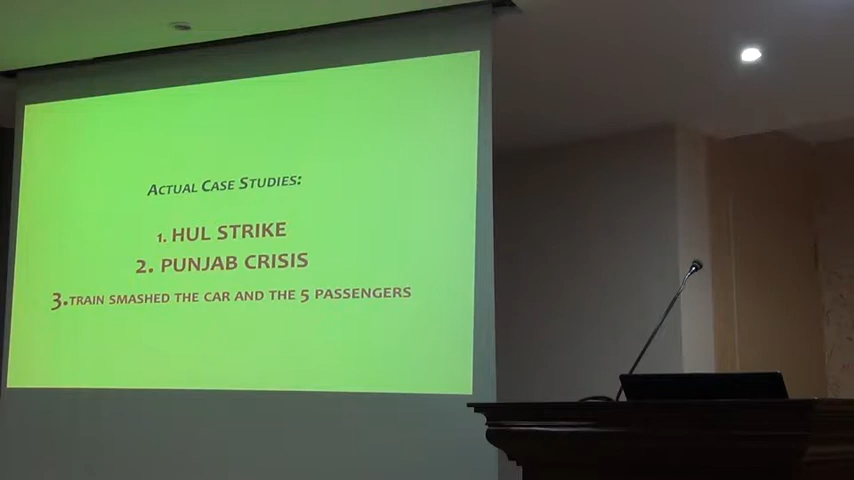 ACTUAL CASE STUDIES:
1. HUL STRIKE
2. PUNJAB CRISIS
3. TRAIN SMASHED THE CAR AND THE 5 PASSENGERS